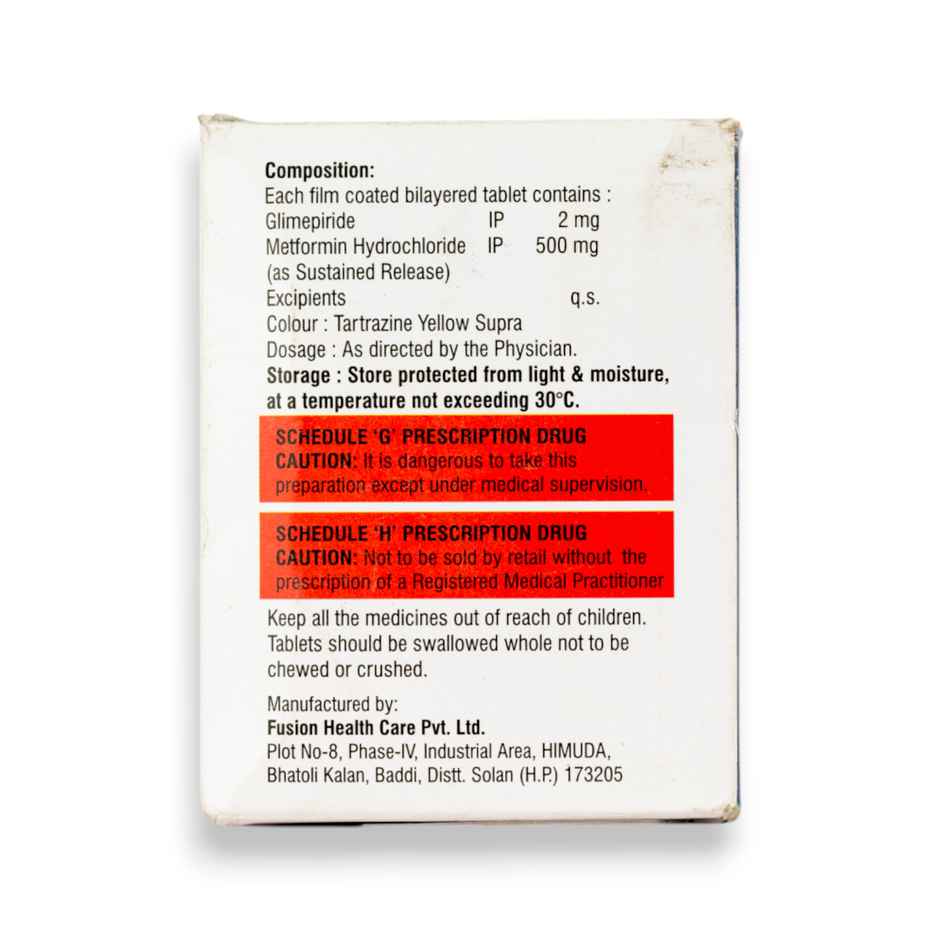 Composition:
Each film coated bilayered tablet contains :
Glimepiride IP 2 mg
Metformin Hydrochloride IP 500 mg
(as Sustained Release)
Excipients q.s.
Colour : Tartrazine Yellow Supra
Dosage : As directed by the Physician.
Storage : Store protected from light & moisture,
at a temperature not exceeding 30°C.
SCHEDULE ‘G’ PRESCRIPTION DRUG
CAUTION: It is dangerous to take this
preparation except under medical supervision.
SCHEDULE ‘H’ PRESCRIPTION DRUG
CAUTION: Not to be sold by retail without the
prescription of a Registered Medical Practitioner
Keep all the medicines out of reach of children.
Tablets should be swallowed whole not to be
chewed or crushed.
Manufactured by:
Fusion Health Care Pvt. Ltd.
Plot No-8, Phase-IV, Industrial Area, HIMUDA,
Bhatoli Kalan, Baddi, Distt. Solan (H.P.) 173205